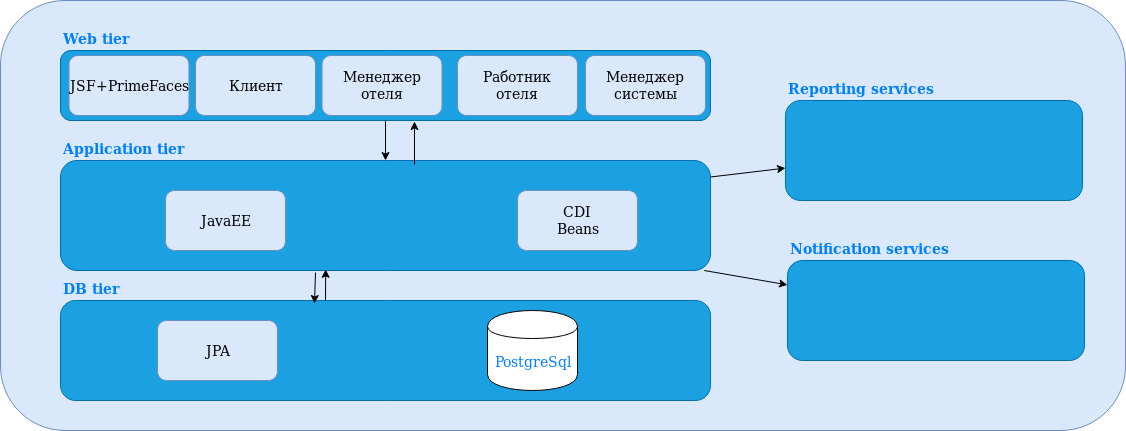 Web tier
JSF+PrimeFaces
Клиент
Менеджер
отеля
Работник
отеля
Менеджер
системы
Reporting services
Application tier
JavaEE
CDI
Beans
Notification services
DB tier
JPA
PostgreSql